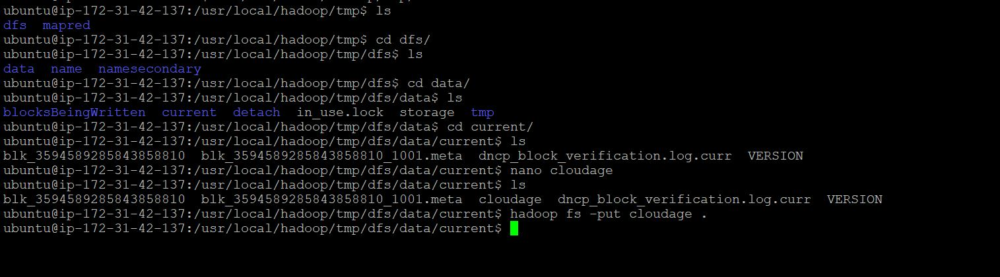 ubuntu@ip-172-31-42-137:/usr/local/hadoop/tmp$ ls
dfs  mapred
ubuntu@ip-172-31-42-137:/usr/local/hadoop/tmp$ cd dfs/
ubuntu@ip-172-31-42-137:/usr/local/hadoop/tmp/dfs$ ls
data  name  namesecondary
ubuntu@ip-172-31-42-137:/usr/local/hadoop/tmp/dfs$ cd data/
ubuntu@ip-172-31-42-137:/usr/local/hadoop/tmp/dfs/data$ ls
blocksBeingWritten  current  detach  in_use.lock  storage  tmp
ubuntu@ip-172-31-42-137:/usr/local/hadoop/tmp/dfs/data$ cd current/
ubuntu@ip-172-31-42-137:/usr/local/hadoop/tmp/dfs/data/current$ ls
blk_3594589285843858810  blk_3594589285843858810_1001.meta  dncp_block_verification.log.curr  VERSION
ubuntu@ip-172-31-42-137:/usr/local/hadoop/tmp/dfs/data/current$ nano cloudage
ubuntu@ip-172-31-42-137:/usr/local/hadoop/tmp/dfs/data/current$ ls
blk_3594589285843858810  blk_3594589285843858810_1001.meta  cloudage  dncp_block_verification.log.curr  VERSION
ubuntu@ip-172-31-42-137:/usr/local/hadoop/tmp/dfs/data/current$ hadoop fs -put cloudage .
ubuntu@ip-172-31-42-137:/usr/local/hadoop/tmp/dfs/data/current$